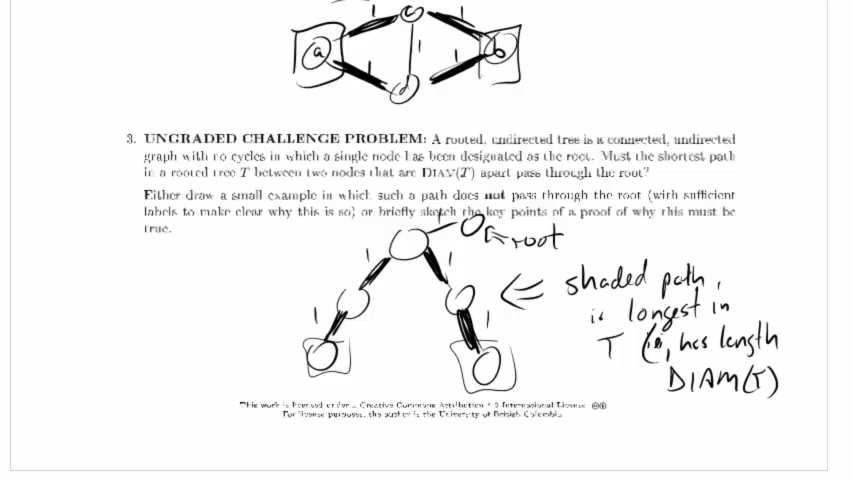 c
1
1
a
b
1
1
1
d
3. UNGRADED CHALLENGE PROBLEM: A rooted, undirected tree is a connected, undirected
graph with no cycles in which a single node has been designated as the root. Must the shortest path
in a rooted tree T between two nodes that are DIAM(T) apart pass through the root?
Either draw a small example in which such a path does not pass through the root (with sufficient
labels to make clear why this is so) or briefly sketch the key points of a proof of why this must be
true.
1
root
1
1
shaded path,
1
1
is longest in
T (i.e., has length
DIAM(T)
This work is licensed under a Creative Commons Attribution 4.0 International License
For license purposes, the author is the University of British Columbia.